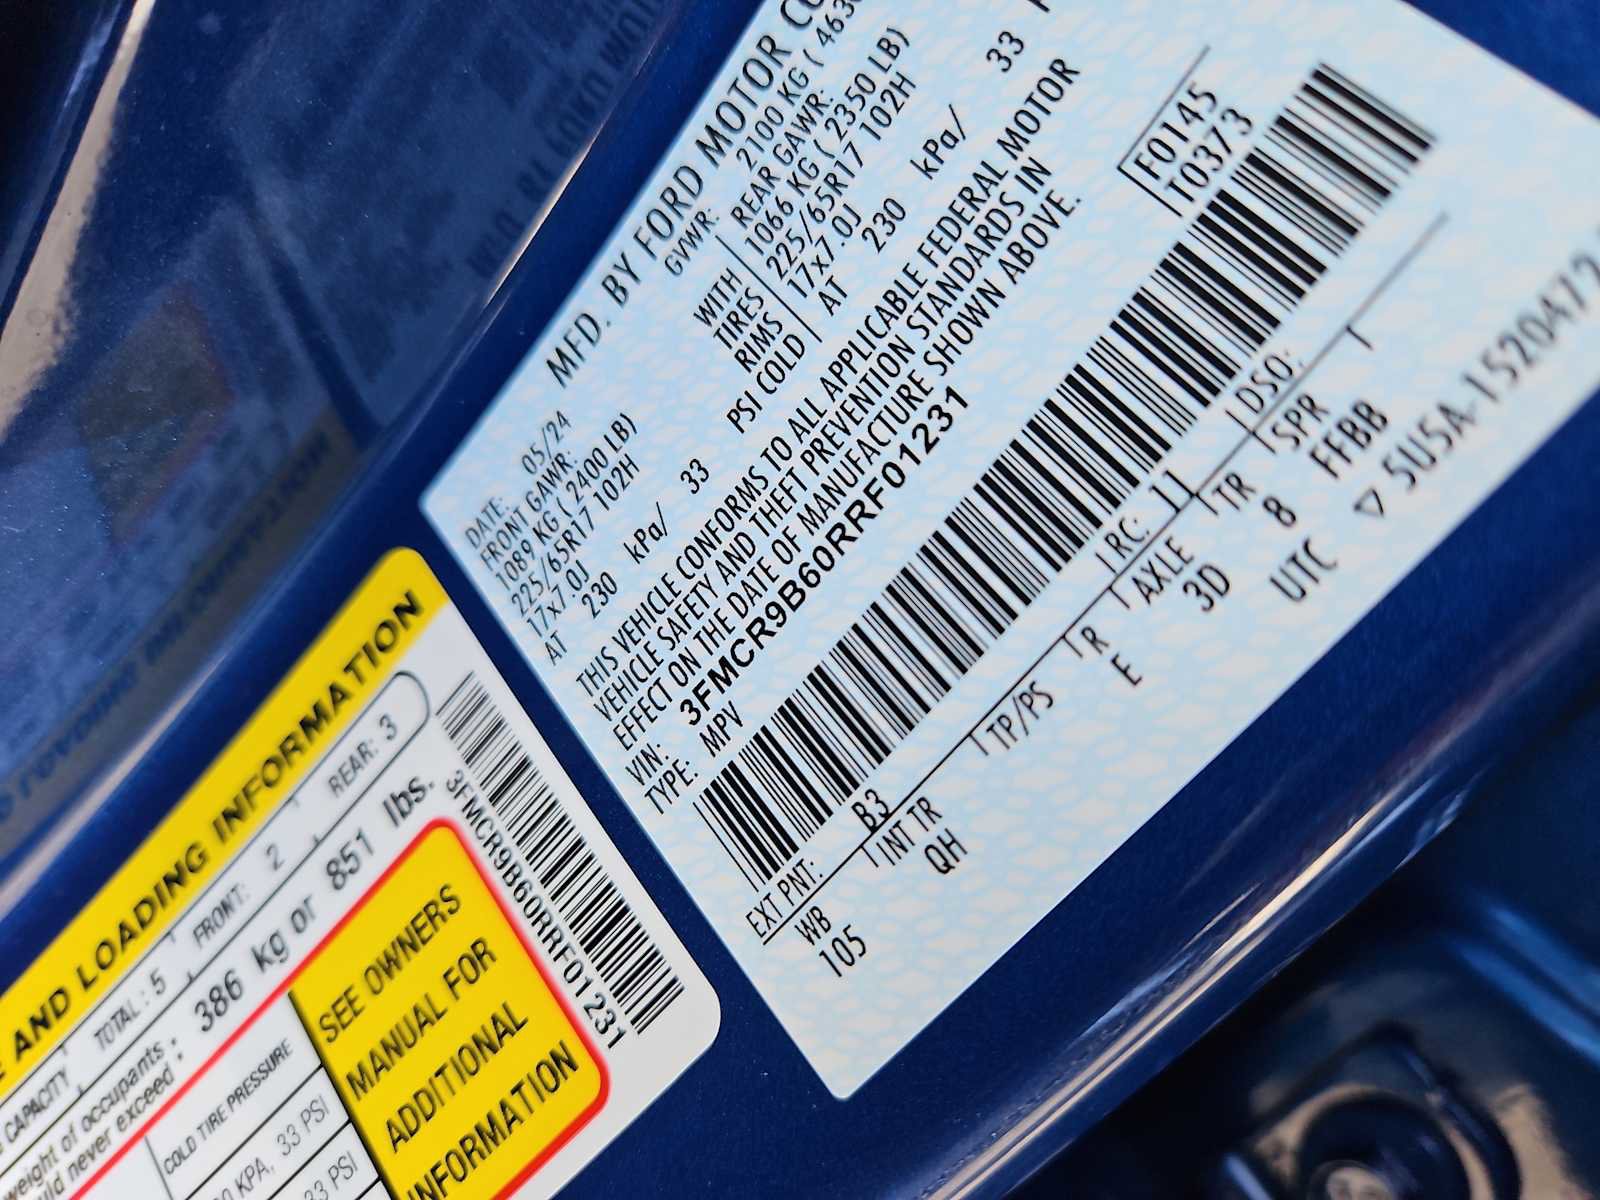 MFD. BY FORD MOTOR CO
DATE: 05/24 GVWR: 2100 KG ( 463
FRONT GAWR: REAR GAWR:
1089 KG ( 2400 LB) WITH 1066 KG ( 2350 LB)
225/65R17 102H TIRES 225/65R17 102H
17x7.0J RIMS 17x7.0J
AT 230 kPa/ 33 PSI COLD AT 230 kPa/ 33
THIS VEHICLE CONFORMS TO ALL APPLICABLE FEDERAL MOTOR
VEHICLE SAFETY AND THEFT PREVENTION STANDARDS IN
EFFECT ON THE DATE OF MANUFACTURE SHOWN ABOVE.
VIN: 3FMCR9B60RRF01231
TYPE: MPV
F0145
T0373
EXT PNT: B3 RC: 11 DSO:
WB INT TR TP/PS R AXLE TR SPR
105 QH E 3D 8 FFBB
UTC ▽ 5U5A-1520472
E AND LOADING INFORMATION
CAPACITY TOTAL: 5 FRONT: 2 REAR: 3
weight of occupants
uld never exceed : 386 kg or 851 lbs.
COLD TIRE PRESSURE
KPA, 33 PSI
33 PSI
SEE OWNERS
MANUAL FOR
ADDITIONAL
INFORMATION
3FMCR9B60RRF01231